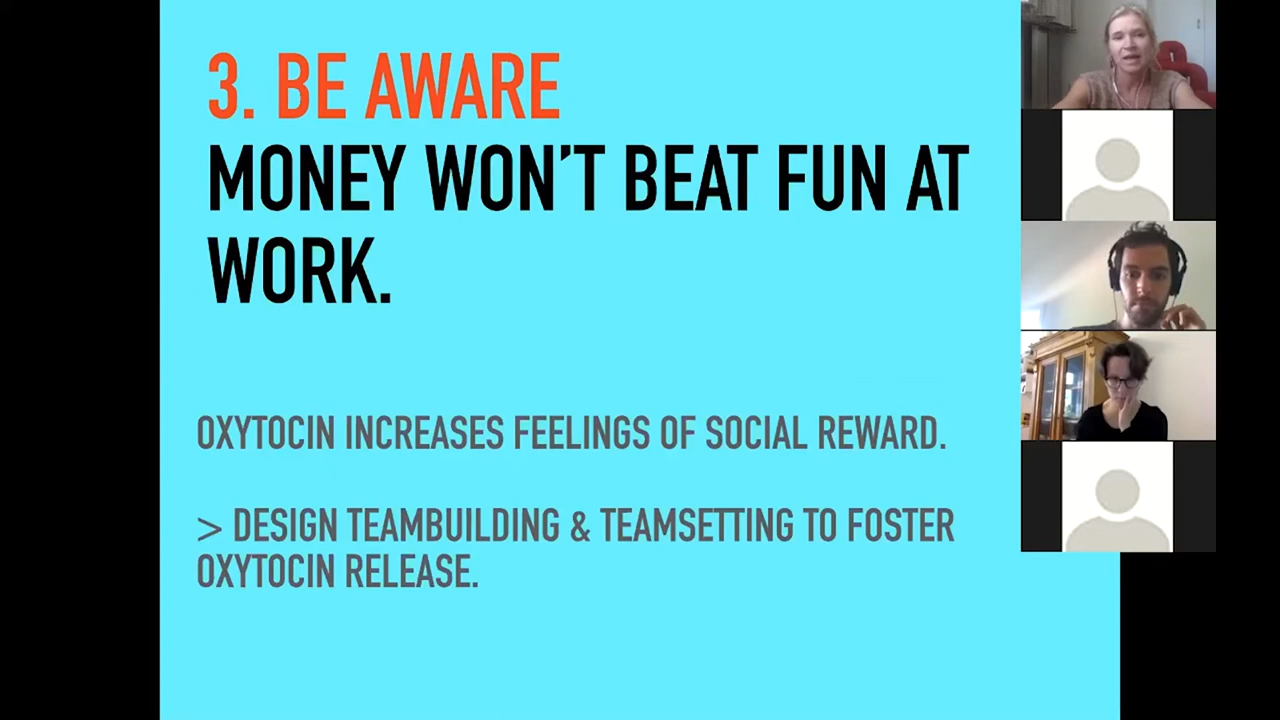 3. BE AWARE
MONEY WON'T BEAT FUN AT
WORK.
OXYTOCIN INCREASES FEELINGS OF SOCIAL REWARD.
> DESIGN TEAMBUILDING & TEAMSETTING TO FOSTER
OXYTOCIN RELEASE.